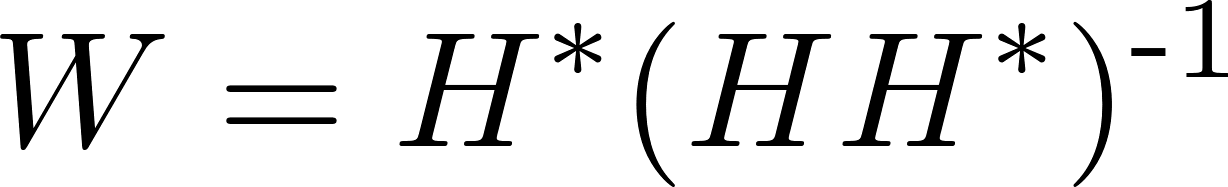 W = H*(HH*)-1